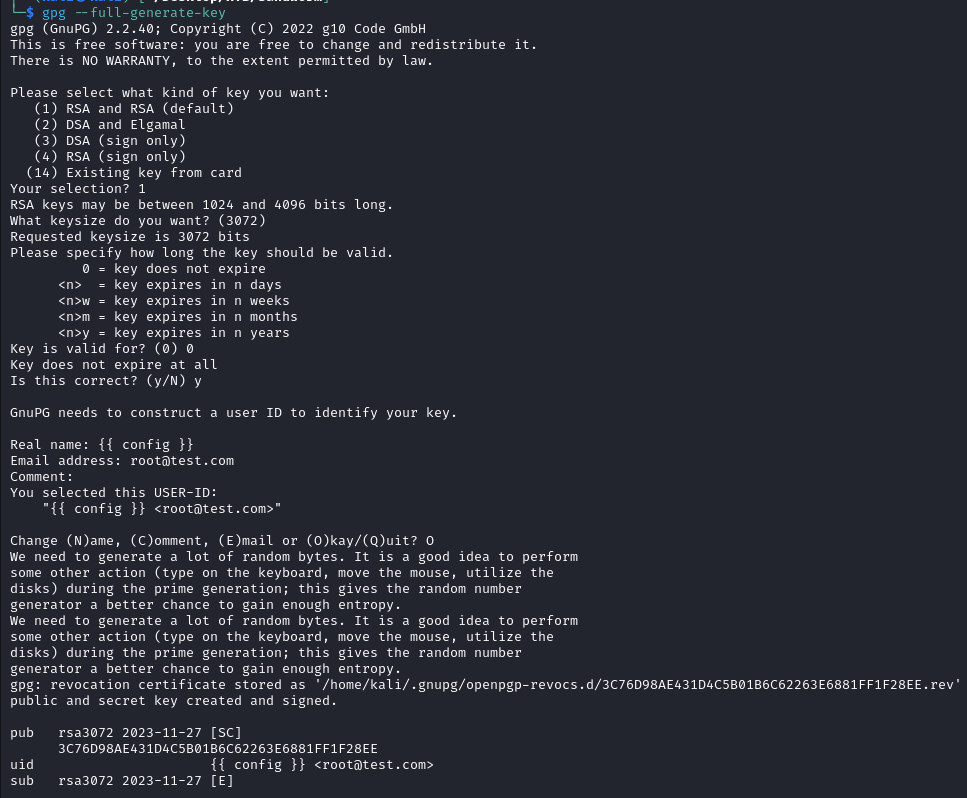 └─$ gpg --full-generate-key
gpg (GnuPG) 2.2.40; Copyright (C) 2022 g10 Code GmbH
This is free software: you are free to change and redistribute it.
There is NO WARRANTY, to the extent permitted by law.

Please select what kind of key you want:
   (1) RSA and RSA (default)
   (2) DSA and Elgamal
   (3) DSA (sign only)
   (4) RSA (sign only)
  (14) Existing key from card
Your selection? 1
RSA keys may be between 1024 and 4096 bits long.
What keysize do you want? (3072)
Requested keysize is 3072 bits
Please specify how long the key should be valid.
         0 = key does not expire
      <n>  = key expires in n days
      <n>w = key expires in n weeks
      <n>m = key expires in n months
      <n>y = key expires in n years
Key is valid for? (0) 0
Key does not expire at all
Is this correct? (y/N) y

GnuPG needs to construct a user ID to identify your key.

Real name: {{ config }}
Email address: root@test.com
Comment:
You selected this USER-ID:
    "{{ config }} <root@test.com>"

Change (N)ame, (C)omment, (E)mail or (O)kay/(Q)uit? O
We need to generate a lot of random bytes. It is a good idea to perform
some other action (type on the keyboard, move the mouse, utilize the
disks) during the prime generation; this gives the random number
generator a better chance to gain enough entropy.
We need to generate a lot of random bytes. It is a good idea to perform
some other action (type on the keyboard, move the mouse, utilize the
disks) during the prime generation; this gives the random number
generator a better chance to gain enough entropy.
gpg: revocation certificate stored as '/home/kali/.gnupg/openpgp-revocs.d/3C76D98AE431D4C5B01B6C62263E6881FF1F28EE.rev'
public and secret key created and signed.

pub   rsa3072 2023-11-27 [SC]
      3C76D98AE431D4C5B01B6C62263E6881FF1F28EE
uid                      {{ config }} <root@test.com>
sub   rsa3072 2023-11-27 [E]